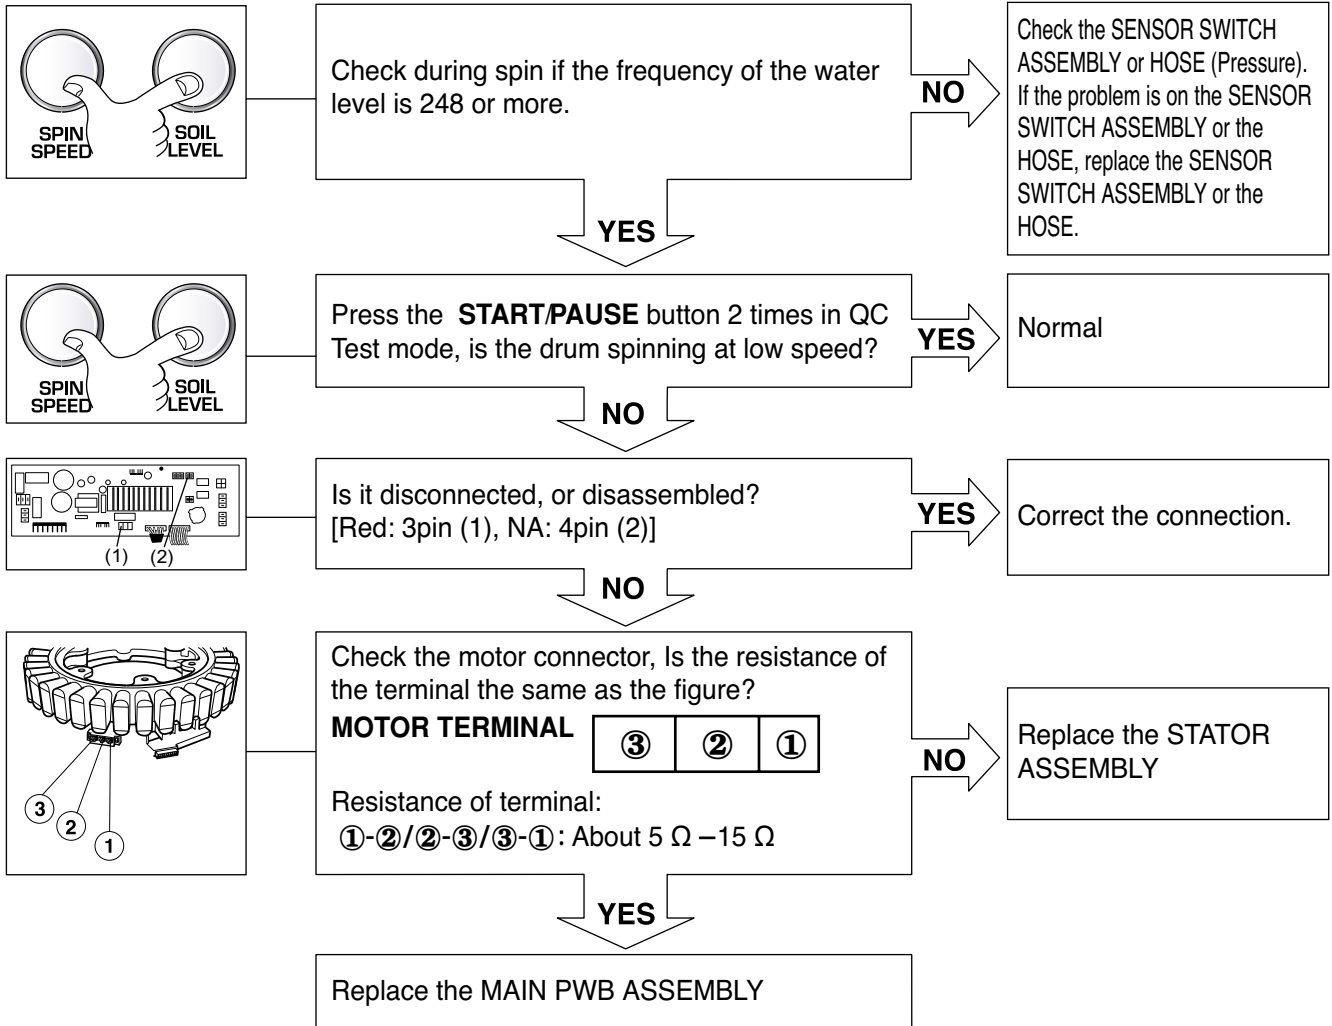 SPIN
SPEED
SOIL
LEVEL
Check during spin if the frequency of the water
level is 248 or more.
NO
Check the SENSOR SWITCH
ASSEMBLY or HOSE (Pressure).
If the problem is on the SENSOR
SWITCH ASSEMBLY or the
HOSE, replace the SENSOR
SWITCH ASSEMBLY or the
HOSE.
YES
SPIN
SPEED
SOIL
LEVEL
Press the START/PAUSE button 2 times in QC
Test mode, is the drum spinning at low speed?
YES
Normal
NO
(1) (2)
Is it disconnected, or disassembled?
[Red: 3pin (1), NA: 4pin (2)]
YES
Correct the connection.
NO
3
2
1
Check the motor connector, Is the resistance of
the terminal the same as the figure?
MOTOR TERMINAL ③ ② ①
Resistance of terminal:
①-②/②-③/③-①: About 5 Ω –15 Ω
NO
Replace the STATOR
ASSEMBLY
YES
Replace the MAIN PWB ASSEMBLY